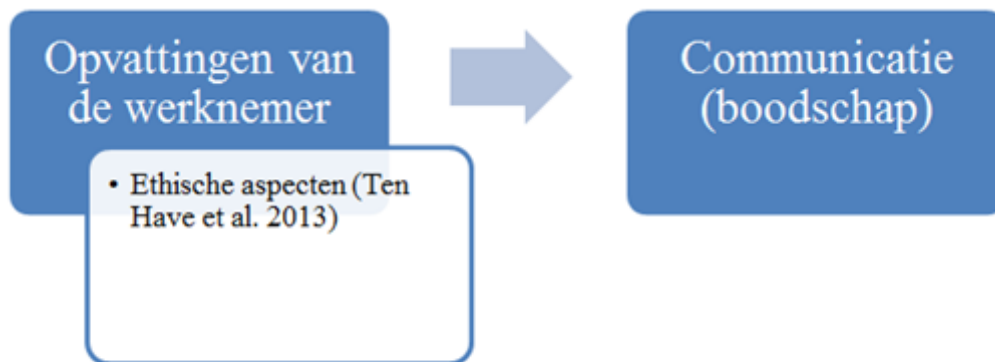 Opvattingen van
de werknemer
• Ethische aspecten (Ten
Have et al. 2013)
Communicatie
(boodschap)